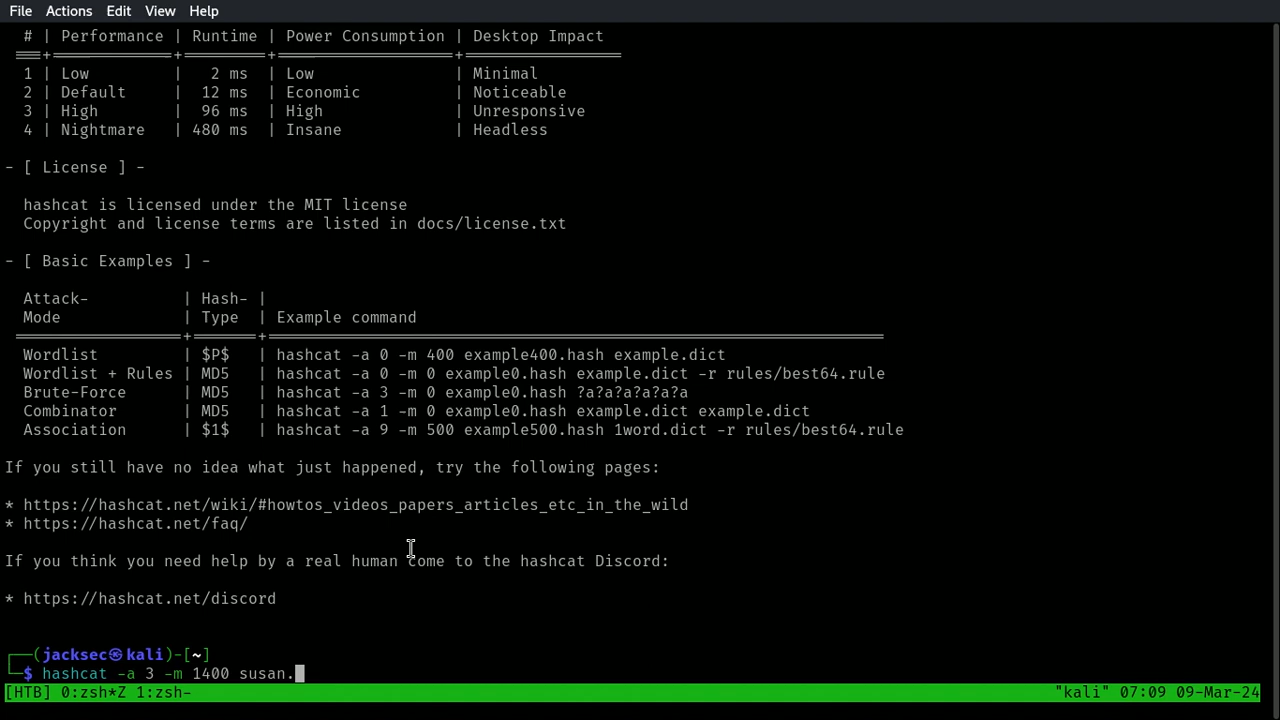 File Actions Edit View Help
# | Performance | Runtime | Power Consumption | Desktop Impact
===+=============+=========+===================+=================
1 | Low | 2 ms | Low | Minimal
2 | Default | 12 ms | Economic | Noticeable
3 | High | 96 ms | High | Unresponsive
4 | Nightmare | 480 ms | Insane | Headless
- [ License ] -
hashcat is licensed under the MIT license
Copyright and license terms are listed in docs/license.txt
- [ Basic Examples ] -
Attack- | Hash- |
Mode | Type | Example command
==================+=======+==================================================================
Wordlist | $P$ | hashcat -a 0 -m 400 example400.hash example.dict
Wordlist + Rules | MD5 | hashcat -a 0 -m 0 example0.hash example.dict -r rules/best64.rule
Brute-Force | MD5 | hashcat -a 3 -m 0 example0.hash ?a?a?a?a?a?a
Combinator | MD5 | hashcat -a 1 -m 0 example0.hash example.dict example.dict
Association | $1$ | hashcat -a 9 -m 500 example500.hash 1word.dict -r rules/best64.rule
If you still have no idea what just happened, try the following pages:
* https://hashcat.net/wiki/#howtos_videos_papers_articles_etc_in_the_wild
* https://hashcat.net/faq/
If you think you need help by a real human come to the hashcat Discord:
* https://hashcat.net/discord
┌──(jacksec㉿kali)-[~]
└─$ hashcat -a 3 -m 1400 susan.
[HTB] 0:zsh*Z 1:zsh- "kali" 07:09 09-Mar-24